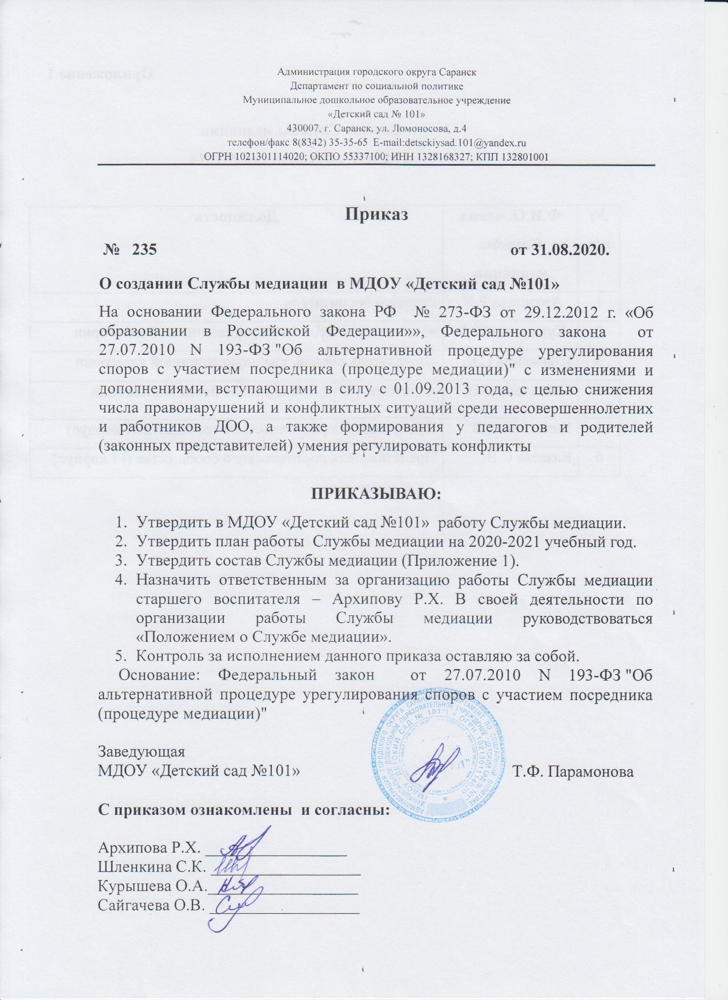 Администрация городского округа Саранск
Департамент по социальной политике
Муниципальное дошкольное образовательное учреждение
«Детский сад № 101»
430007, г. Саранск, ул. Ломоносова, д.4
телефон/факс 8(8342) 35-35-65 E-mail:detsckiysad.101@yandex.ru
ОГРН 1021301114020; ОКПО 55337100; ИНН 1328168327; КПП 132801001
Приказ
№ 235 от 31.08.2020.
О создании Службы медиации в МДОУ «Детский сад №101»
На основании Федерального закона РФ № 273-ФЗ от 29.12.2012 г. «Об
образовании в Российской Федерации»», Федерального закона от
27.07.2010 N 193-ФЗ "Об альтернативной процедуре урегулирования
споров с участием посредника (процедуре медиации)" с изменениями и
дополнениями, вступающими в силу с 01.09.2013 года, с целью снижения
числа правонарушений и конфликтных ситуаций среди несовершеннолетних
и работников ДОО, а также формирования у педагогов и родителей
(законных представителей) умения регулировать конфликты
ПРИКАЗЫВАЮ:
1. Утвердить в МДОУ «Детский сад №101» работу Службы медиации.
2. Утвердить план работы Службы медиации на 2020-2021 учебный год.
3. Утвердить состав Службы медиации (Приложение 1).
4. Назначить ответственным за организацию работы Службы медиации
старшего воспитателя – Архипову Р.Х. В своей деятельности по
организации работы Службы медиации руководствоваться
«Положением о Службе медиации».
5. Контроль за исполнением данного приказа оставляю за собой.
Основание: Федеральный закон от 27.07.2010 N 193-ФЗ "Об
альтернативной процедуре урегулирования споров с участием посредника
(процедуре медиации)"
Заведующая
МДОУ «Детский сад №101» Т.Ф. Парамонова
С приказом ознакомлены и согласны:
Архипова Р.Х.
Шленкина С.К.
Курышева О.А.
Сайгачева О.В.